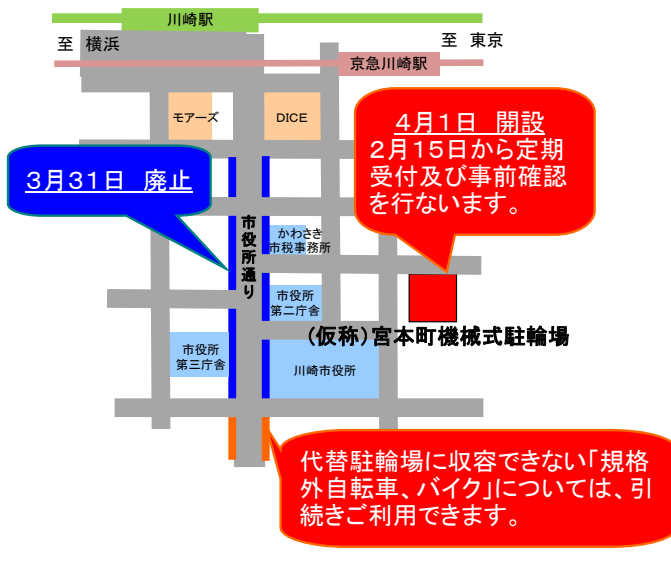 川崎駅
至 横浜
至 東京
京急川崎駅
モアーズ
DICE
4月1日 開設
2月15日から定期
受付及び事前確認
を行ないます。
3月31日 廃止
市役所通り
かわさき
市税事務所
市役所
第二庁舎
(仮称)宮本町機械式駐輪場
市役所
第三庁舎
川崎市役所
代替駐輪場に収容できない「規格
外自転車、バイク」については、引
続きご利用できます。